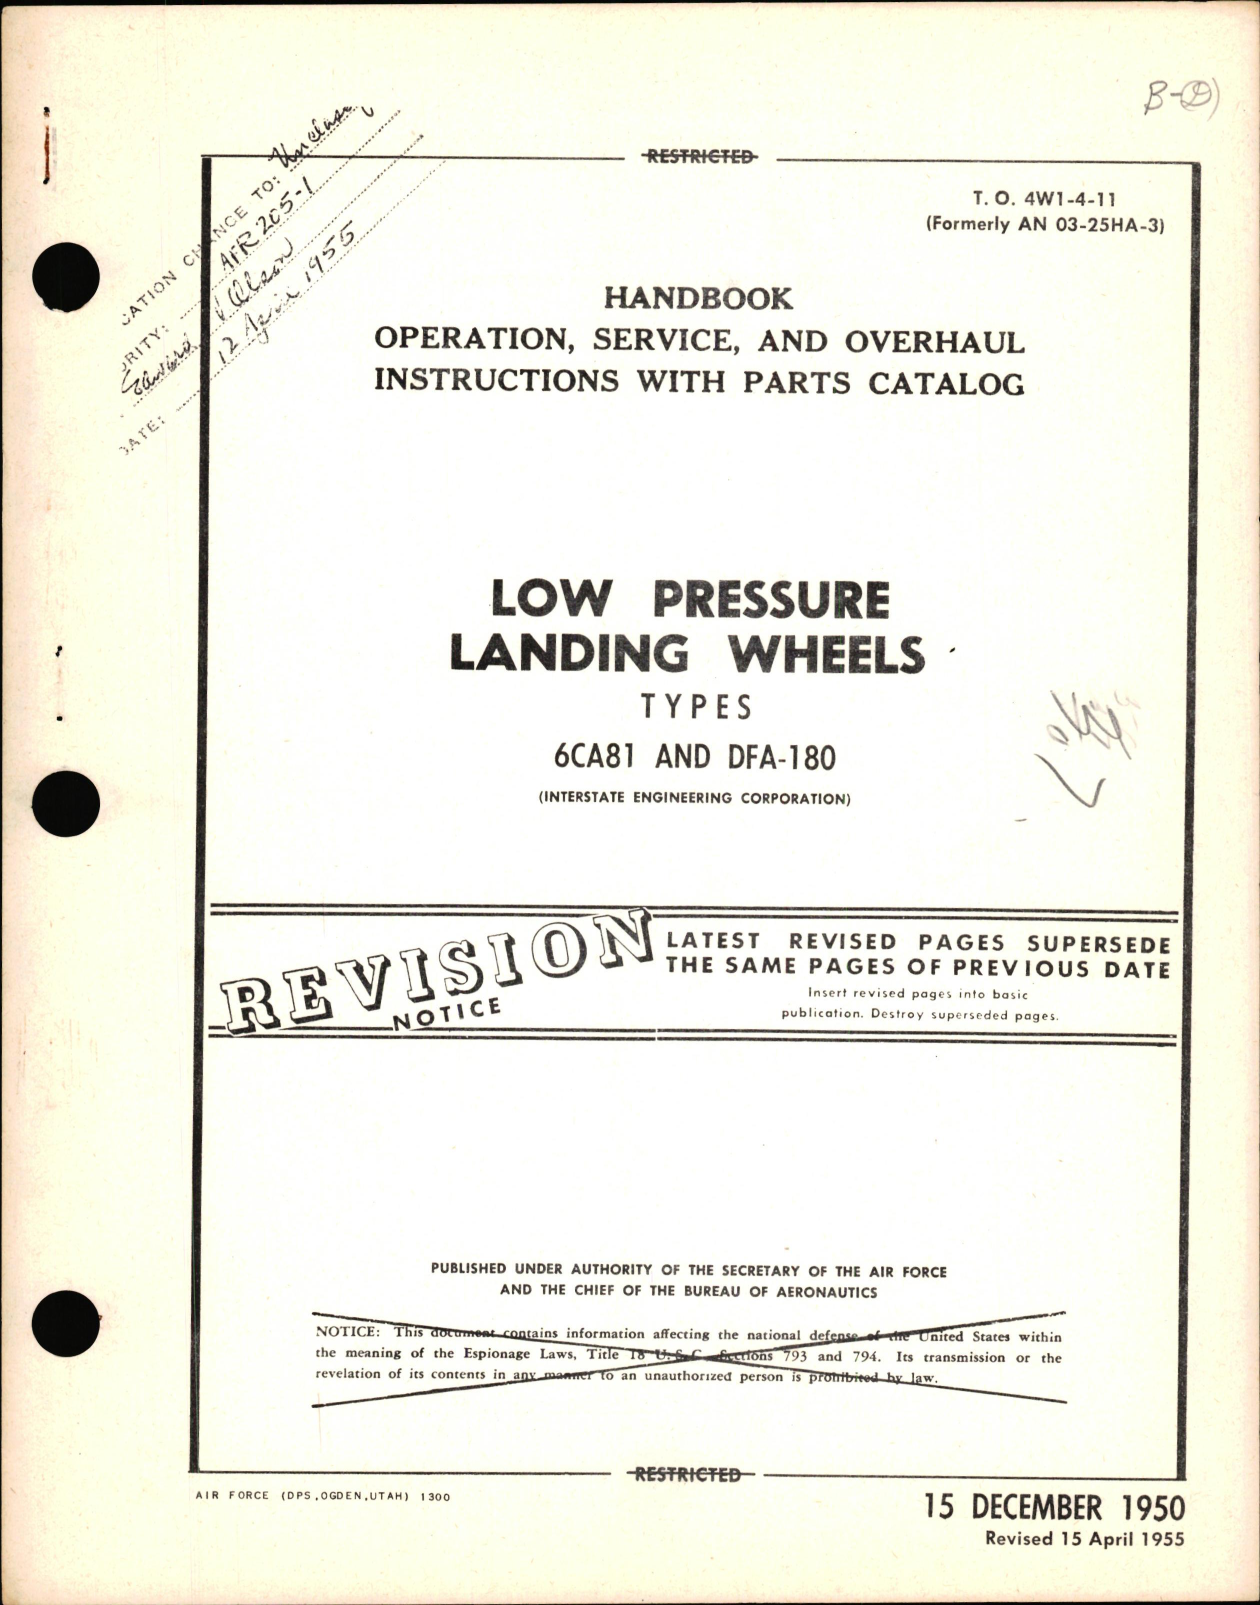 B-D)
RESTRICTED
CATION CHANCE TO: Unclassif
ORITY: AFR 205-1
Edward J Olson
DATE: 12 April 1955
T. O. 4W1-4-11
(Formerly AN 03-25HA-3)
HANDBOOK
OPERATION, SERVICE, AND OVERHAUL
INSTRUCTIONS WITH PARTS CATALOG
LOW PRESSURE
LANDING WHEELS
TYPES
6CA81 AND DFA-180
(INTERSTATE ENGINEERING CORPORATION)
REVISION
NOTICE
LATEST REVISED PAGES SUPERSEDE
THE SAME PAGES OF PREVIOUS DATE
Insert revised pages into basic
publication. Destroy superseded pages.
PUBLISHED UNDER AUTHORITY OF THE SECRETARY OF THE AIR FORCE
AND THE CHIEF OF THE BUREAU OF AERONAUTICS
NOTICE: This document contains information affecting the national defense of the United States within
the meaning of the Espionage Laws, Title 18 U. S. C., Sections 793 and 794. Its transmission or the
revelation of its contents in any manner to an unauthorized person is prohibited by law.
RESTRICTED
AIR FORCE (DPS,OGDEN,UTAH) 1300
15 DECEMBER 1950
Revised 15 April 1955